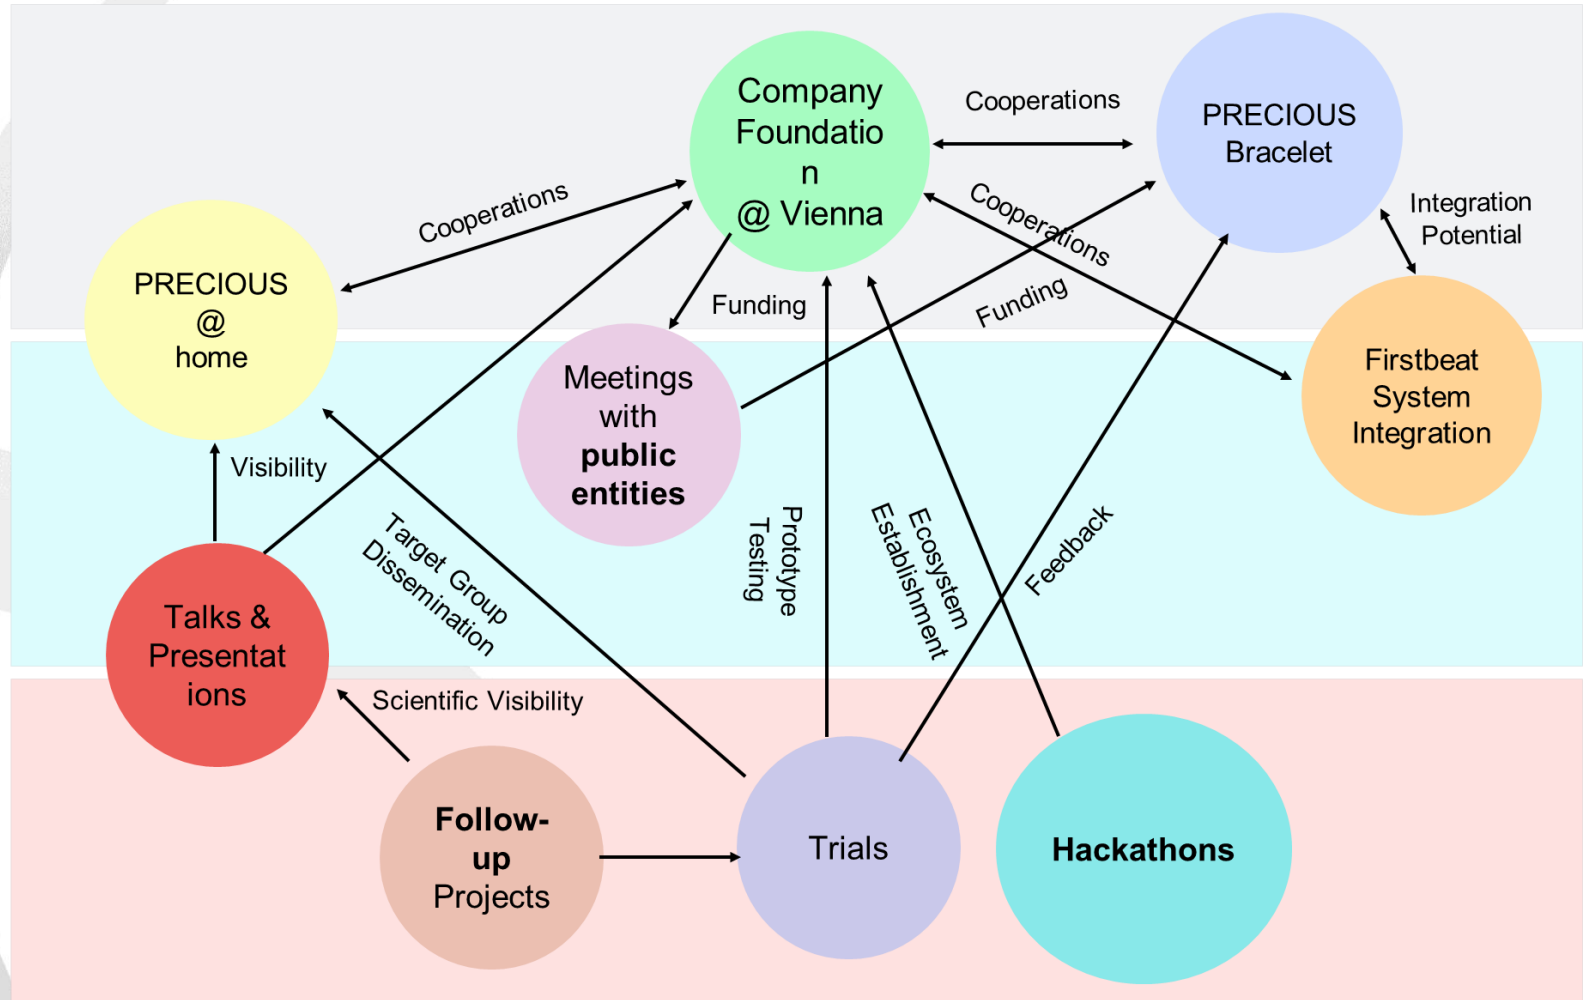 Company
Foundatio
n
@ Vienna
Cooperations
PRECIOUS
Bracelet
Cooperations
Cooperations
Integration
Potential
PRECIOUS
@
home
Funding
Funding
Meetings
with
public
entities
Firstbeat
System
Integration
Visibility
Target Group
Dissemination
Prototype
Testing
Ecosystem
Establishment
Feedback
Talks &
Presentat
ions
Scientific Visibility
Follow-
up
Projects
Trials
Hackathons